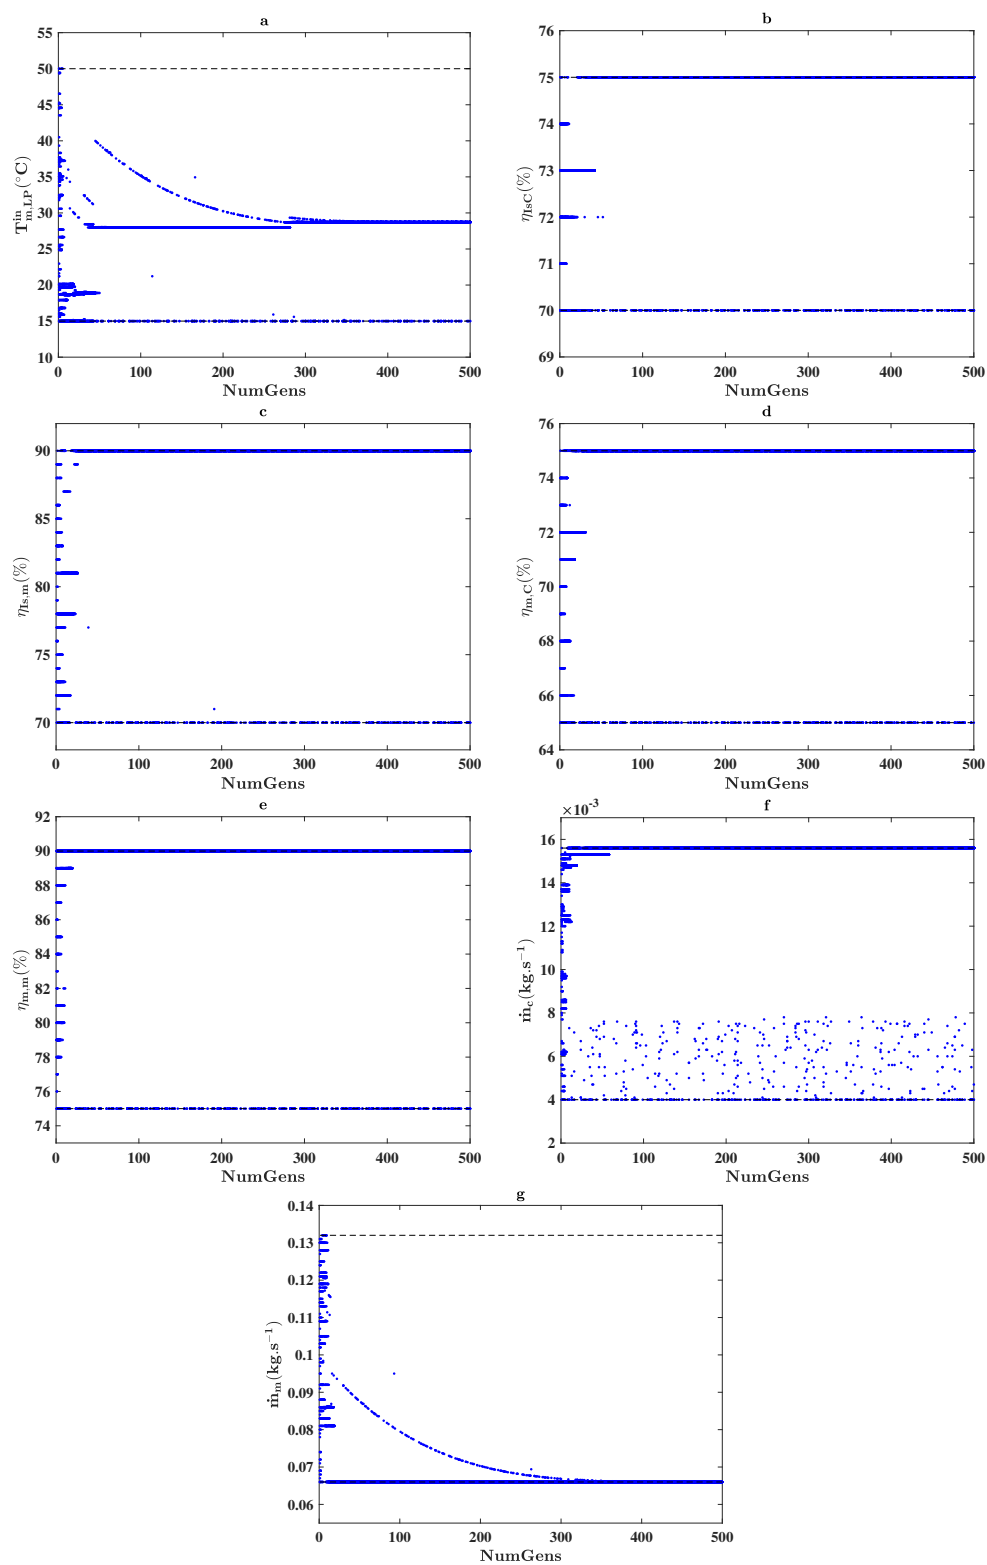 a
55
50
45
40
35
30
25
20
15
10
T^in_m,LP(°C)
0 100 200 300 400 500
NumGens
b
76
75
74
73
72
71
70
69
η_IsC(%)
0 100 200 300 400 500
NumGens
c
90
85
80
75
70
η_Is,m(%)
0 100 200 300 400 500
NumGens
d
76
74
72
70
68
66
64
η_m,C(%)
0 100 200 300 400 500
NumGens
e
92
90
88
86
84
82
80
78
76
74
η_m,m(%)
0 100 200 300 400 500
NumGens
f
×10^-3
16
14
12
10
8
6
4
2
ṁ_c(kg.s^−1)
0 100 200 300 400 500
NumGens
g
0.14
0.13
0.12
0.11
0.1
0.09
0.08
0.07
0.06
ṁ_m(kg.s^−1)
0 100 200 300 400 500
NumGens